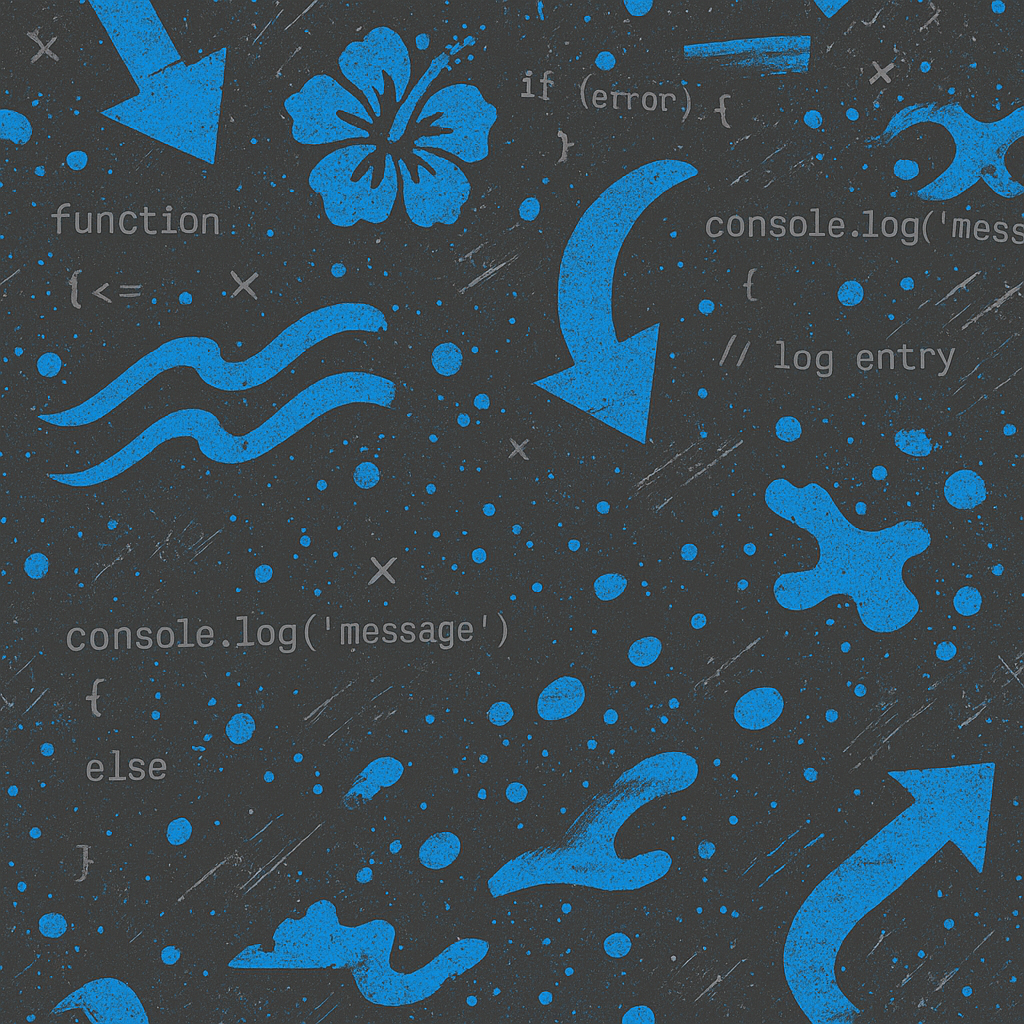 if (error) {
}
function
{<=
console.log('mess
{
// log entry
console.log('message')
{
else
}